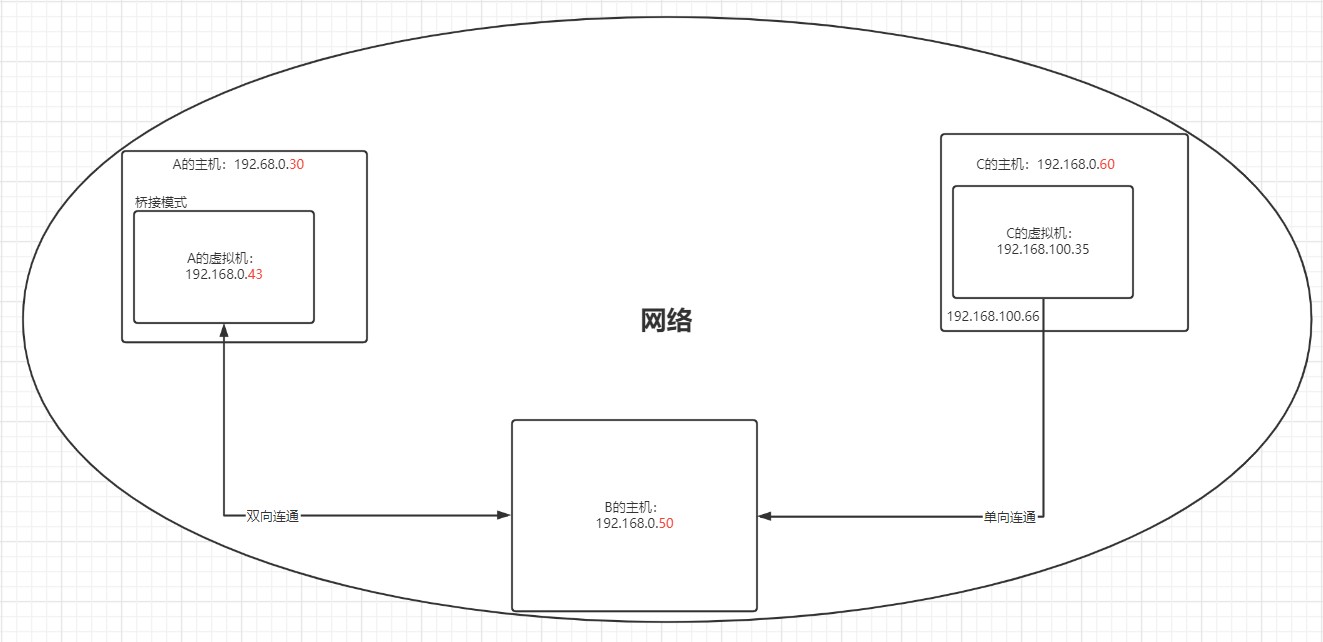 A的主机：192.68.0.30
桥接模式
A的虚拟机：
192.168.0.43
C的主机：192.168.0.60
C的虚拟机：
192.168.100.35
192.168.100.66
网络
B的主机：
192.168.0.50
双向连通
单向连通